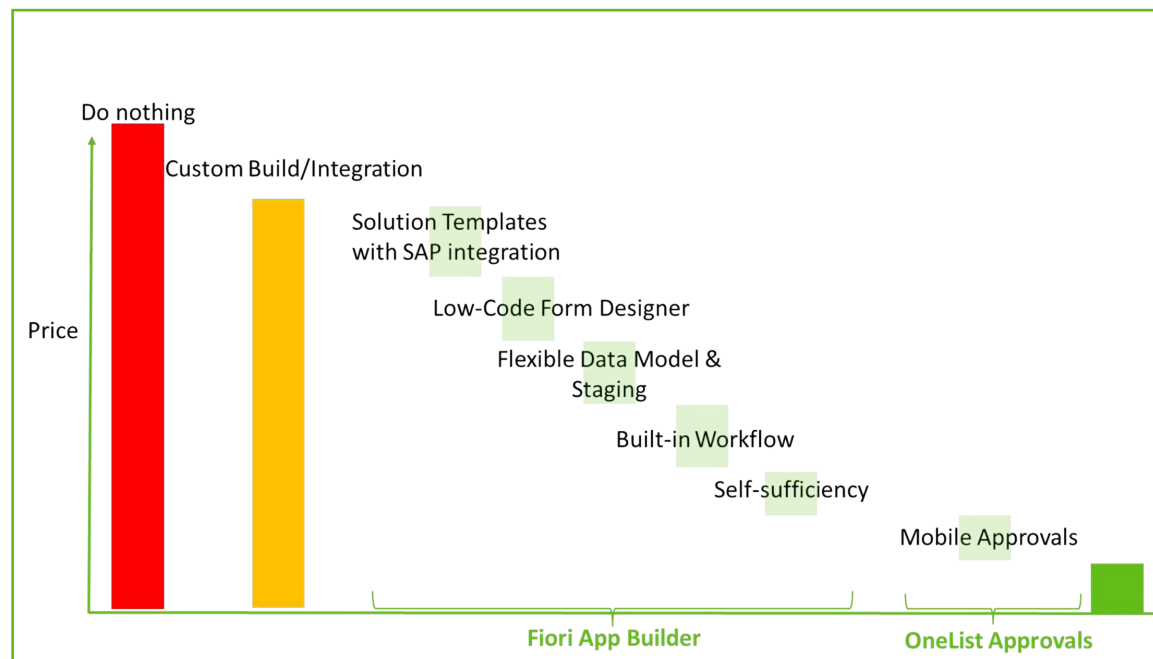 Do nothing
Custom Build/Integration
Solution Templates
with SAP integration
Low-Code Form Designer
Price
Flexible Data Model &
Staging
Built-in Workflow
Self-sufficiency
Mobile Approvals
Fiori App Builder
OneList Approvals